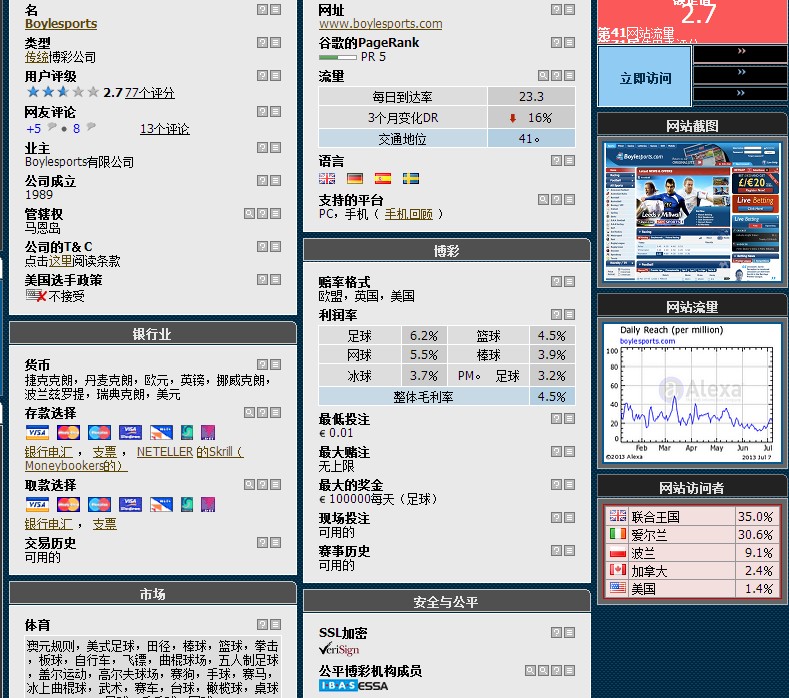 名
Boylesports
类型
传统博彩公司
用户评级
2.7 77个评分
网友评论
+5 • 8 13个评论
业主
Boylesports有限公司
公司成立
1989
管辖权
马恩岛
公司的T& C
点击这里阅读条款
美国选手政策
不接受
银行业
货币
捷克克朗，丹麦克朗，欧元，英镑，挪威克朗，
波兰兹罗提，瑞典克朗，美元
存款选择
VISA
银行电汇 ， 支票 ， NETELLER 的Skrill（
Moneybookers的）
取款选择
VISA
银行电汇 ， 支票
交易历史
可用的
市场
体育
澳元规则，美式足球，田径，棒球，篮球，拳击
，板球，自行车，飞镖，曲棍球场，五人制足球
，盖尔运动，高尔夫球场，赛狗，手球，赛马，
冰上曲棍球，武术，赛车，台球，橄榄球，桌球
网址
www.boylesports.com
谷歌的PageRank
PR 5
流量
每日到达率 23.3
3个月变化DR 16%
交通地位 41。
语言
支持的平台
PC，手机（ 手机回顾 ）
博彩
赔率格式
欧盟，英国，美国
利润率
足球 6.2% 篮球 4.5%
网球 5.5% 棒球 3.9%
冰球 3.7% PM。 足球 3.2%
整体毛利率 4.5%
最低投注
€ 0.01
最大赌注
无上限
最大的奖金
€ 100000每天（足球）
现场投注
可用的
赛事历史
可用的
安全与公平
SSL加密
VeriSign
公平博彩机构成员
IBAS ESSA
2.7
第41网站流量
立即访问
»
»
»
网站截图
Boylesports.com
£/€20
Live Betting
Leeds v Millwall
Live Betting
网站流量
Daily Reach (per million)
boylesports.com
100
80
60
40
20
0
Alexa
Feb Mar Apr May Jun Jul
©2013 Alexa 2013 Jul 7
网站访问者
联合王国 35.0%
爱尔兰 30.6%
波兰 9.1%
加拿大 2.4%
美国 1.4%